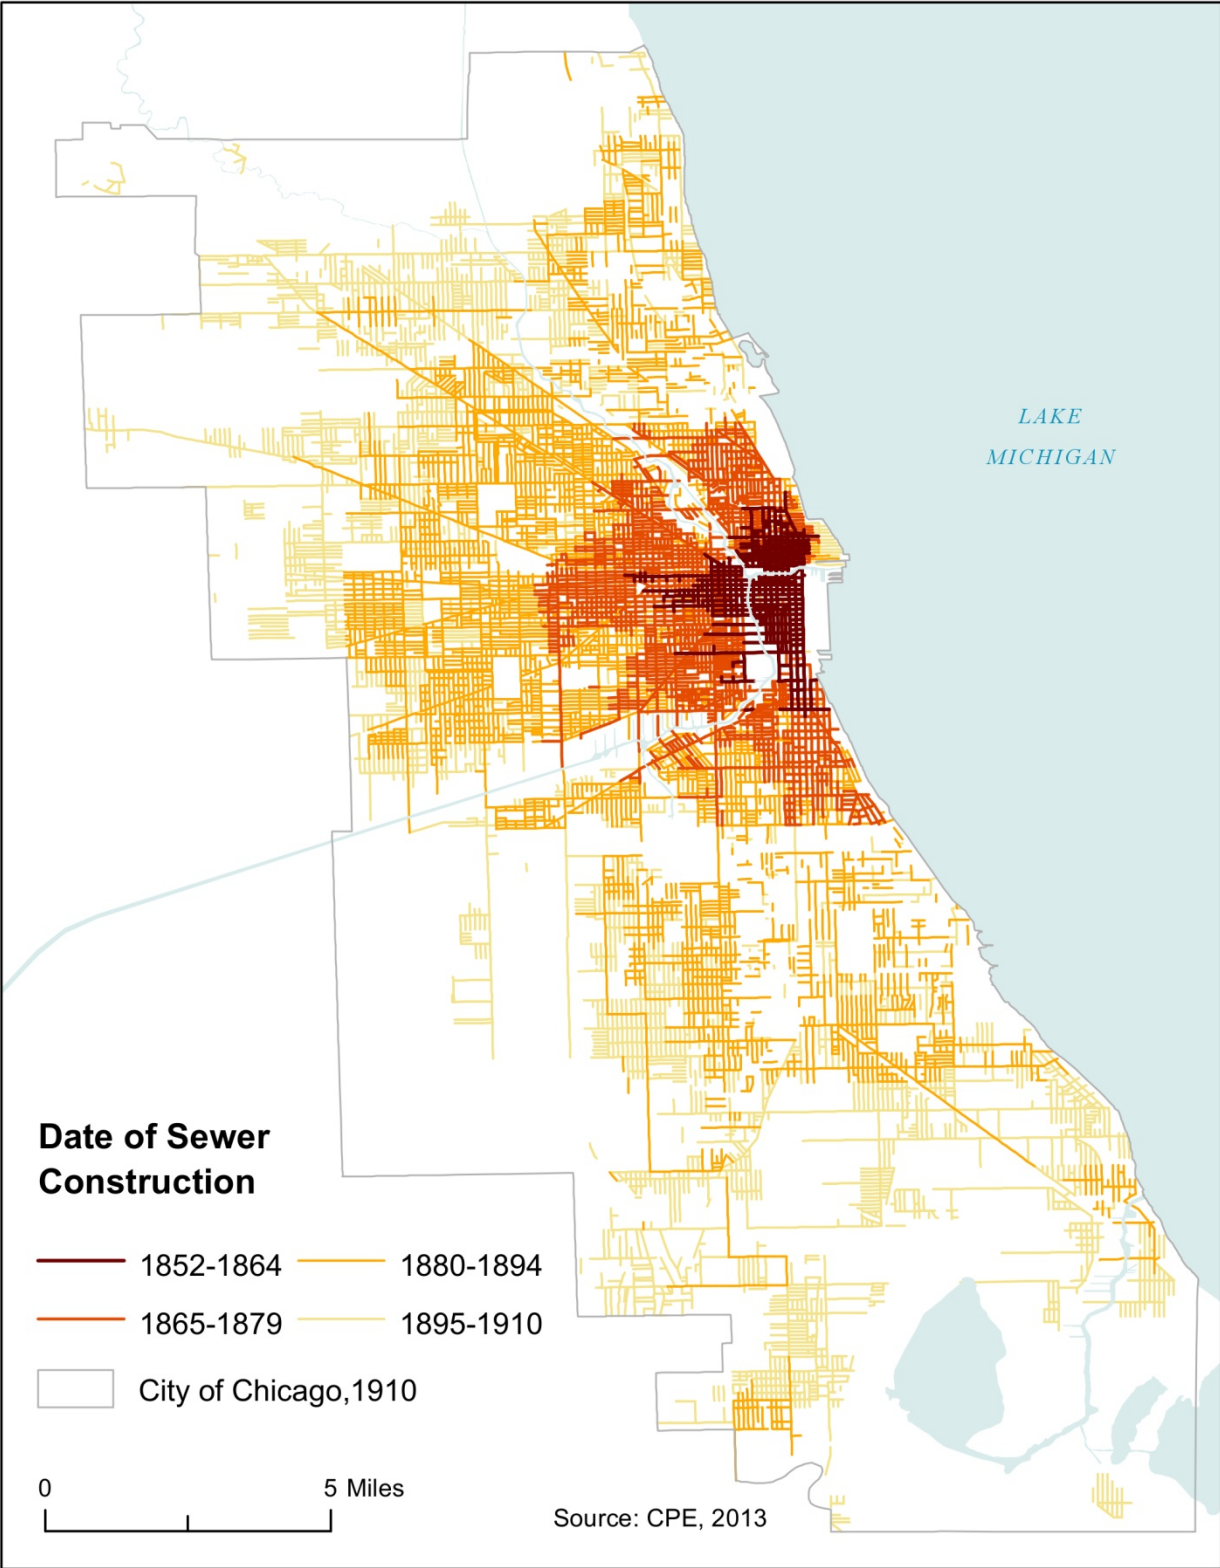 LAKE
MICHIGAN
Date of Sewer
Construction
1852-1864 1880-1894
1865-1879 1895-1910
City of Chicago,1910
0 5 Miles
Source: CPE, 2013